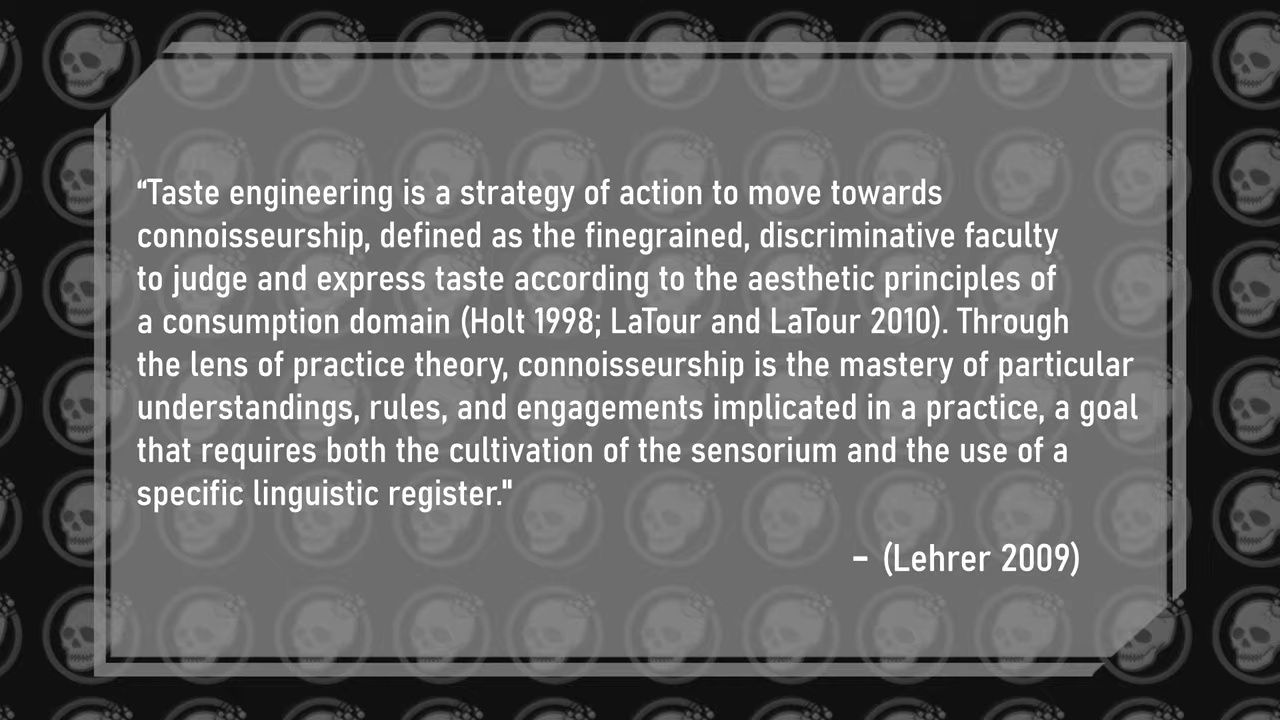 “Taste engineering is a strategy of action to move towards
connoisseurship, defined as the finegrained, discriminative faculty
to judge and express taste according to the aesthetic principles of
a consumption domain (Holt 1998; LaTour and LaTour 2010). Through
the lens of practice theory, connoisseurship is the mastery of particular
understandings, rules, and engagements implicated in a practice, a goal
that requires both the cultivation of the sensorium and the use of a
specific linguistic register."
- (Lehrer 2009)